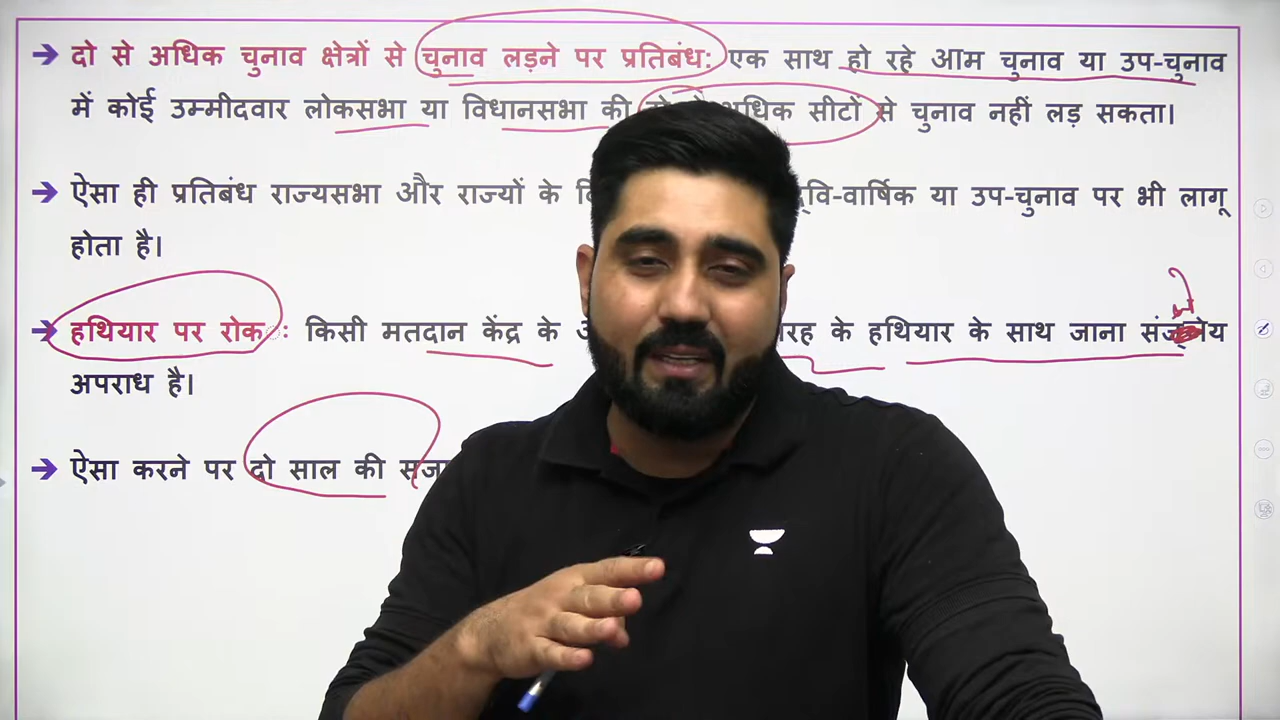 दो से अधिक चुनाव क्षेत्रों से चुनाव लड़ने पर प्रतिबंध: एक साथ हो रहे आम चुनाव या उप-चुनाव
में कोई उम्मीदवार लोकसभा या विधानसभा की अधिक सीटों से चुनाव नहीं लड़ सकता।
ऐसा ही प्रतिबंध राज्यसभा और राज्यों के द्वि-वार्षिक या उप-चुनाव पर भी लागू
होता है।
हथियार पर रोक : किसी मतदान केंद्र के के हथियार के साथ जाना
अपराध है।
ऐसा करने पर दो साल की